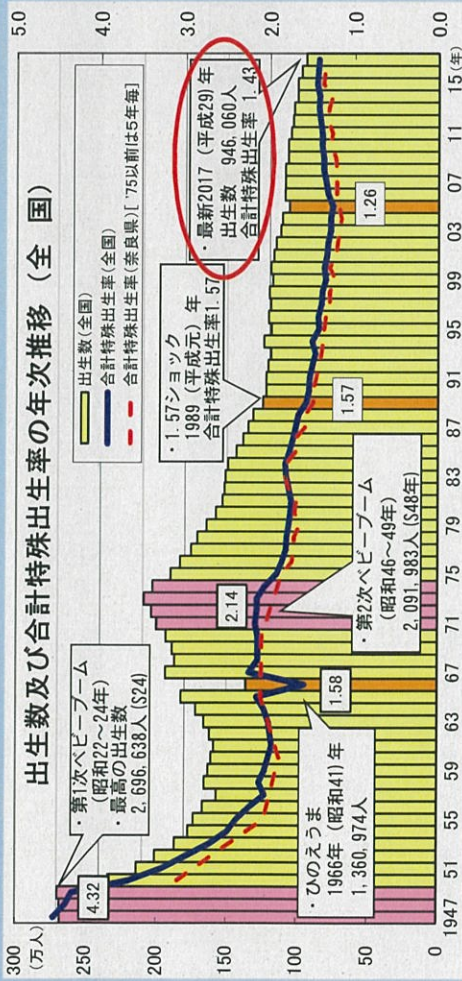 出生数及び合計特殊出生率の年次推移(全 国)
300
(万人)
250
200
150
100
50
0
5.0
4.0
3.0
2.0
1.0
0.0
出生数(全国)
合計特殊出生率(全国)
合計特殊出生率(奈良県)['75以前は5年毎]
・第1次ベビーブーム
(昭和22~24年)
・最高の出生数
2,696,638人(S24)
4.32
・ひのえうま
1966年 (昭和41)年
1,360,974人
1.58
2.14
・第2次ベビーブーム
(昭和46~49年)
2,091,983人(S48年)
・1.57ショック
1989 (平成元) 年
合計特殊出生率1.57
1.57
1.26
・最新2017 (平成29) 年
出生数 946,060人
合計特殊出生率 1.43
1947 51 55 59 63 67 71 75 79 83 87 91 95 99 03 07 11 15(年)